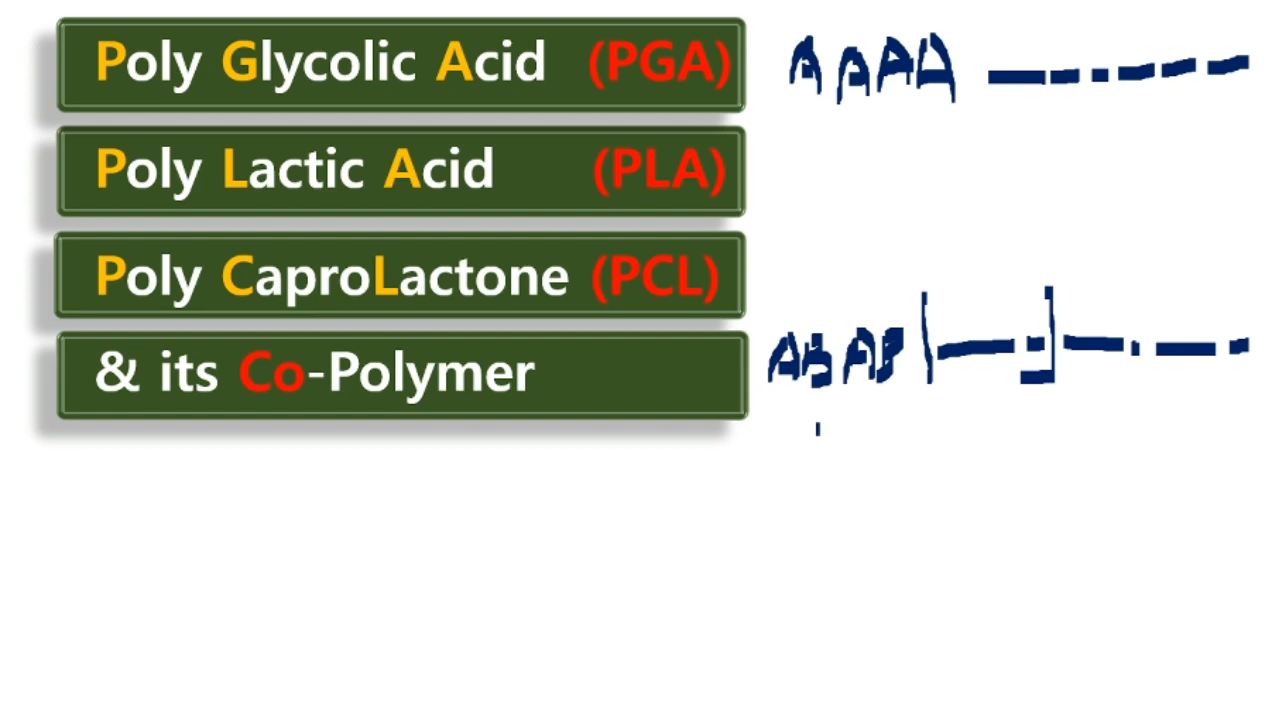 Poly Glycolic Acid (PGA) AAAA
Poly Lactic Acid (PLA)
Poly CaproLactone (PCL)
& its Co-Polymer ABAB